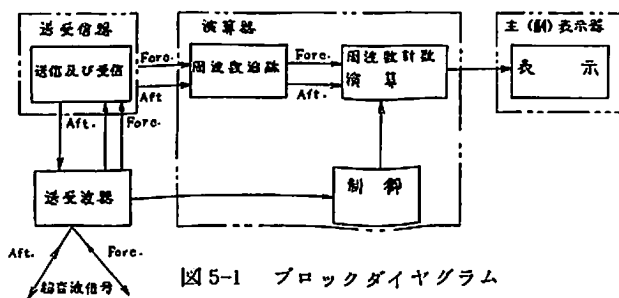 送受信器
演算器
主(副)表示器
送信及び受信
Fore.
Aft
周波数追跡
Fore.
Aft.
周波数計数
演算
表示
Aft.
Fore.
送受波器
制御
Aft.
Fore.
超音波信号
図5-1 ブロックダイヤグラム